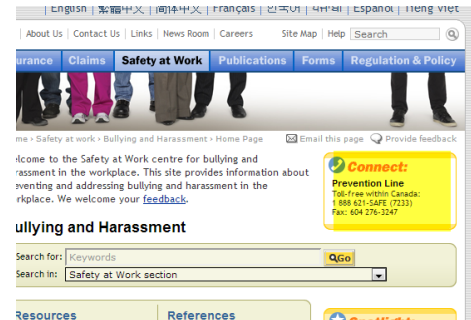 English | 繁體中文 | 简体中文 | Français | 한국어 | ਪੰਜਾਬੀ | Español | Tiếng Việt
About Us | Contact Us | Links | News Room | Careers Site Map | Help Search
urance Claims Safety at Work Publications Forms Regulation & Policy
me › Safety at work › Bullying and Harassment › Home Page Email this page Provide feedback
elcome to the Safety at Work centre for bullying and
rassment in the workplace. This site provides information about
eventing and addressing bullying and harassment in the
rkplace. We welcome your feedback.
Connect:
Prevention Line
Toll-free within Canada:
1 888 621-SAFE (7233)
Fax: 604 276-3247
ullying and Harassment
Search for: Keywords Go
Search in: Safety at Work section
Resources References
Spotlight